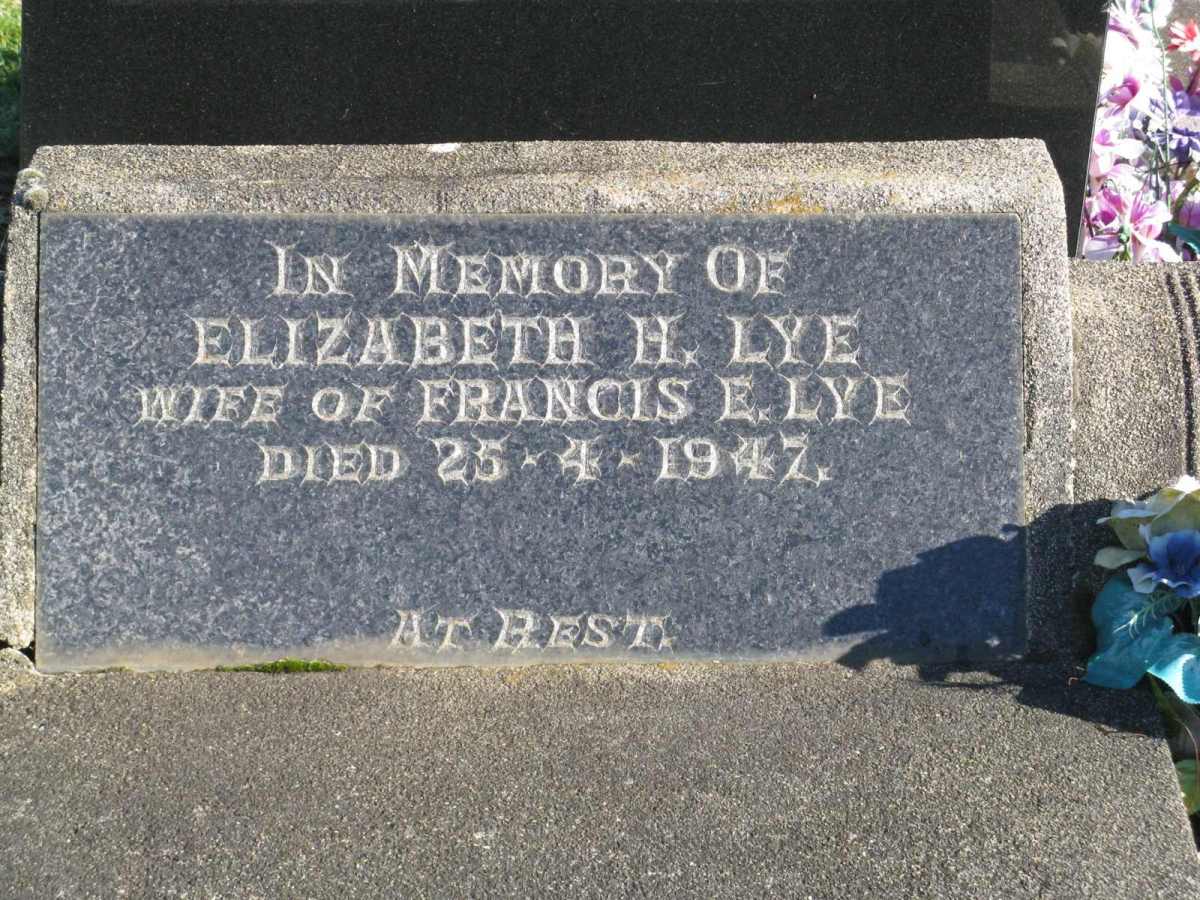 In Memory Of
ELIZABETH H. LYE
WIFE OF FRANCIS E. LYE
DIED 25-4-1947.
AT REST.